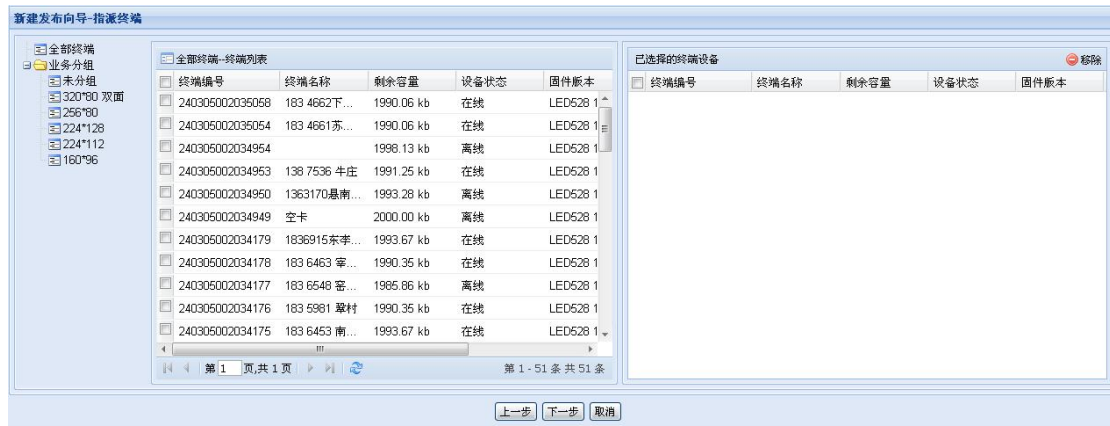 新建发布向导-指派终端
全部终端
业务分组
未分组
320*80 双面
256*80
224*128
224*112
160*96
全部终端--终端列表
终端编号 终端名称 剩余容量 设备状态 固件版本
240305002035058 183 4662下... 1990.06 kb 在线 LED528 1
240305002035054 183 4661苏... 1990.06 kb 在线 LED528 1
240305002034954 1998.13 kb 离线 LED528 1
240305002034953 138 7536 牛庄 1991.25 kb 在线 LED528 1
240305002034950 1363170悬南... 1993.28 kb 离线 LED528 1
240305002034949 空卡 2000.00 kb 离线 LED528 1
240305002034179 1836915东孝... 1993.67 kb 在线 LED528 1
240305002034178 183 6463 宰... 1990.35 kb 在线 LED528 1
240305002034177 183 6548 窑... 1985.86 kb 离线 LED528 1
240305002034176 183 5981 翠村 1990.35 kb 在线 LED528 1
240305002034175 183 6453 南... 1993.67 kb 在线 LED528 1
第 1 页,共 1 页
第 1 - 51 条 共 51 条
已选择的终端设备 移除
终端编号 终端名称 剩余容量 设备状态 固件版本
上一步 下一步 取消